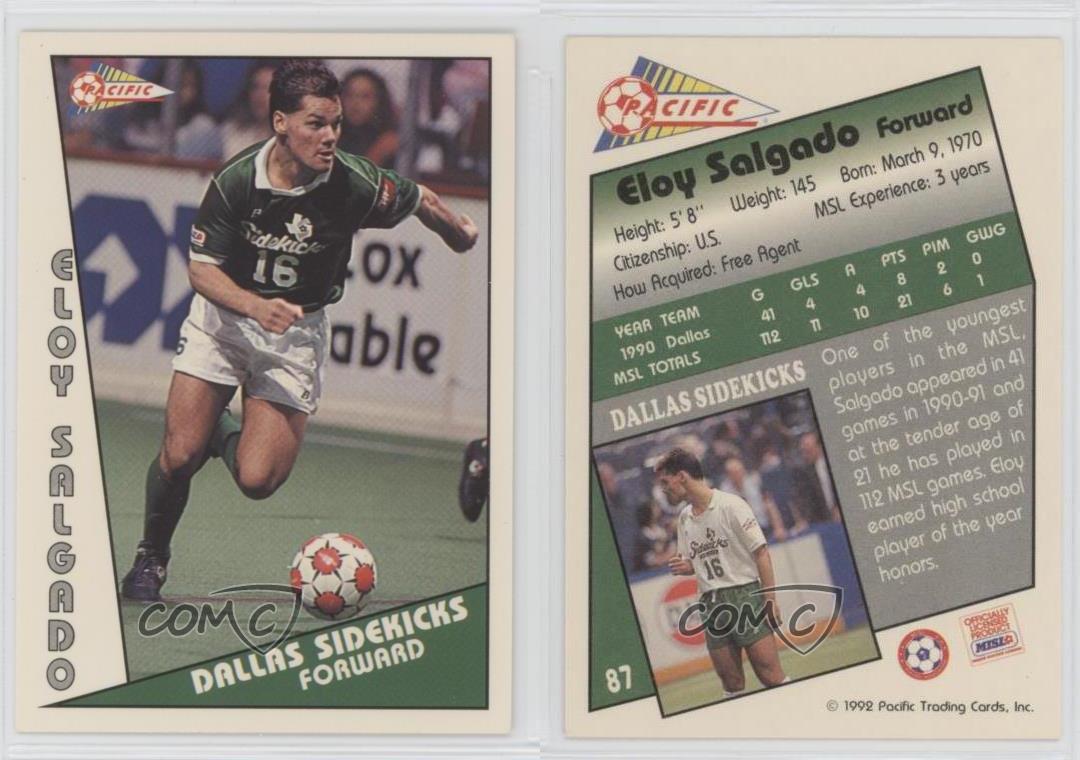 PACIFIC
ELOY SALGADO
Sidekicks
16
ox
able
DALLAS SIDEKICKS
FORWARD
COMC
PACIFIC
Eloy Salgado Forward
Height: 5' 8" Weight: 145 Born: March 9, 1970
Citizenship: U.S. MSL Experience: 3 years
How Acquired: Free Agent
YEAR TEAM G GLS A PTS PIM GWG
1990 Dallas 41 4 4 8 2 0
MSL TOTALS 112 11 10 21 6 1
DALLAS SIDEKICKS
One of the youngest
players in the MSL,
Salgado appeared in 41
games in 1990-91 and
at the tender age of
21 he has played in
112 MSL games. Eloy
earned high school
player of the year
honors.
Sidekicks
16
COMC
87
OFFICIALLY
LICENSED
PRODUCT
MISL
© 1992 Pacific Trading Cards, Inc.